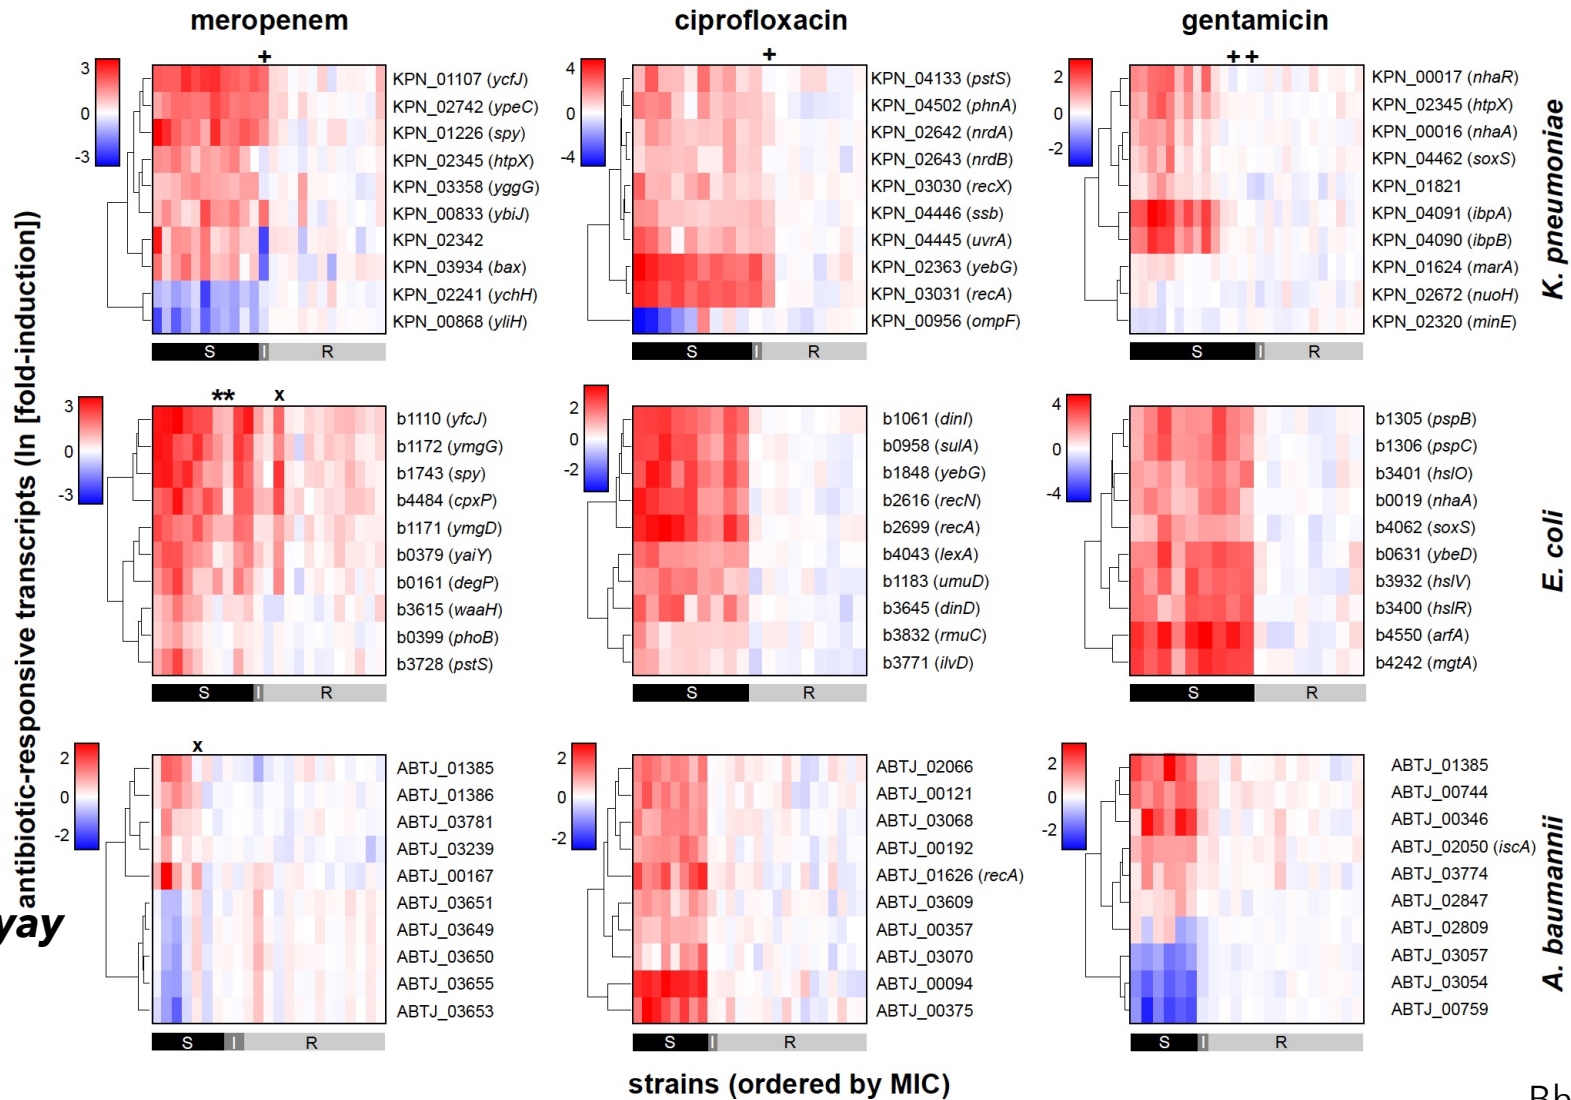 meropenem
ciprofloxacin
gentamicin
+
+
++
3
0
-3
KPN_01107 (ycfJ)
KPN_02742 (ypeC)
KPN_01226 (spy)
KPN_02345 (htpX)
KPN_03358 (yggG)
KPN_00833 (ybiJ)
KPN_02342
KPN_03934 (bax)
KPN_02241 (ychH)
KPN_00868 (yliH)
S I R
4
0
-4
KPN_04133 (pstS)
KPN_04502 (phnA)
KPN_02642 (nrdA)
KPN_02643 (nrdB)
KPN_03030 (recX)
KPN_04446 (ssb)
KPN_04445 (uvrA)
KPN_02363 (yebG)
KPN_03031 (recA)
KPN_00956 (ompF)
S I R
2
0
-2
KPN_00017 (nhaR)
KPN_02345 (htpX)
KPN_00016 (nhaA)
KPN_04462 (soxS)
KPN_01821
KPN_04091 (ibpA)
KPN_04090 (ibpB)
KPN_01624 (marA)
KPN_02672 (nuoH)
KPN_02320 (minE)
S I R
K. pneumoniae
antibiotic-responsive transcripts (ln [fold-induction])
** x
3
0
-3
b1110 (yfcJ)
b1172 (ymgG)
b1743 (spy)
b4484 (cpxP)
b1171 (ymgD)
b0379 (yaiY)
b0161 (degP)
b3615 (waaH)
b0399 (phoB)
b3728 (pstS)
S I R
2
0
-2
b1061 (dinI)
b0958 (sulA)
b1848 (yebG)
b2616 (recN)
b2699 (recA)
b4043 (lexA)
b1183 (umuD)
b3645 (dinD)
b3832 (rmuC)
b3771 (ilvD)
S R
4
0
-4
b1305 (pspB)
b1306 (pspC)
b3401 (hslO)
b0019 (nhaA)
b4062 (soxS)
b0631 (ybeD)
b3932 (hslV)
b3400 (hslR)
b4550 (arfA)
b4242 (mgtA)
S R
E. coli
x
2
0
-2
ABTJ_01385
ABTJ_01386
ABTJ_03781
ABTJ_03239
ABTJ_00167
ABTJ_03651
ABTJ_03649
ABTJ_03650
ABTJ_03655
ABTJ_03653
S I R
2
0
-2
ABTJ_02066
ABTJ_00121
ABTJ_03068
ABTJ_00192
ABTJ_01626 (recA)
ABTJ_03609
ABTJ_00357
ABTJ_03070
ABTJ_00094
ABTJ_00375
S I R
2
0
-2
ABTJ_01385
ABTJ_00744
ABTJ_00346
ABTJ_02050 (iscA)
ABTJ_03774
ABTJ_02847
ABTJ_02809
ABTJ_03057
ABTJ_03054
ABTJ_00759
S I R
A. baumannii
yay
strains (ordered by MIC)